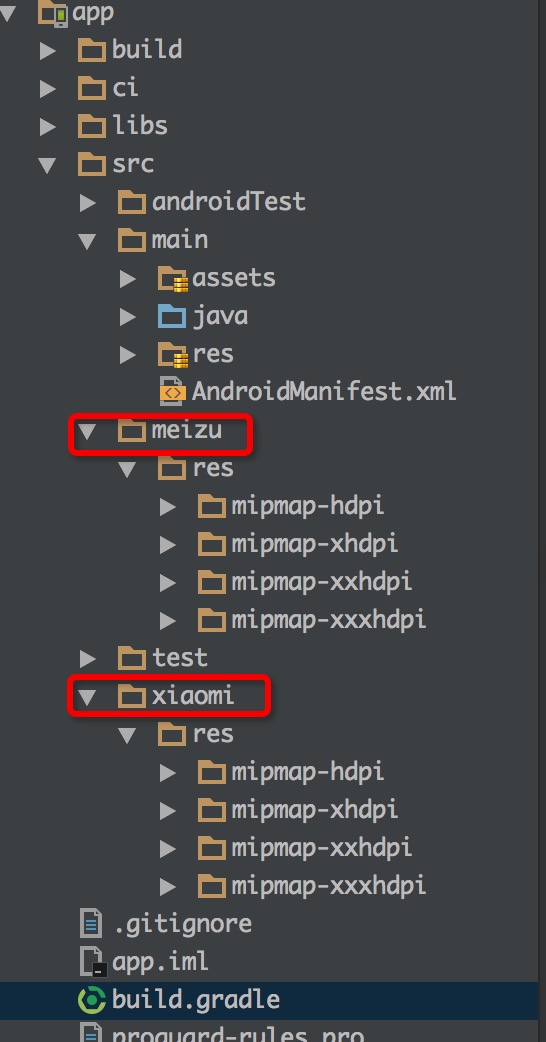 app
build
ci
libs
src
androidTest
main
assets
java
res
AndroidManifest.xml
meizu
res
mipmap-hdpi
mipmap-xhdpi
mipmap-xxhdpi
mipmap-xxxhdpi
test
xiaomi
res
mipmap-hdpi
mipmap-xhdpi
mipmap-xxhdpi
mipmap-xxxhdpi
.gitignore
app.iml
build.gradle
proguard-rules.pro